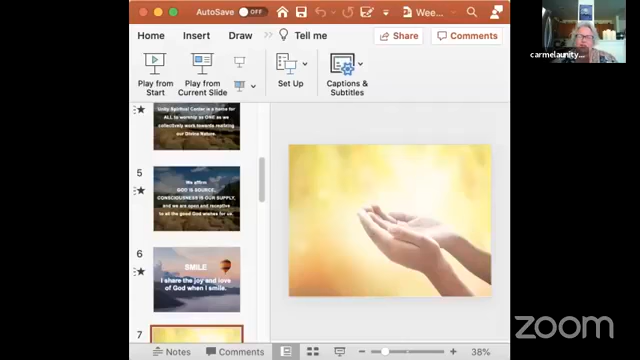 AutoSave OFF Wee...
Home Insert Draw >> Tell me Share Comments
Play from Start
Play from Current Slide
Set Up
Captions & Subtitles
Unity Spiritual Center is a home for
ALL to worship as ONE as we
collectively work towards realizing
our Divine Nature.
5
We affirm
GOD IS SOURCE,
CONSCIOUSNESS IS OUR SUPPLY,
and we are open and receptive
to all the good God wishes for us.
6
SMILE
I share the joy and love
of God when I smile.
7
Notes Comments 38%
carmelaunity...
zoom